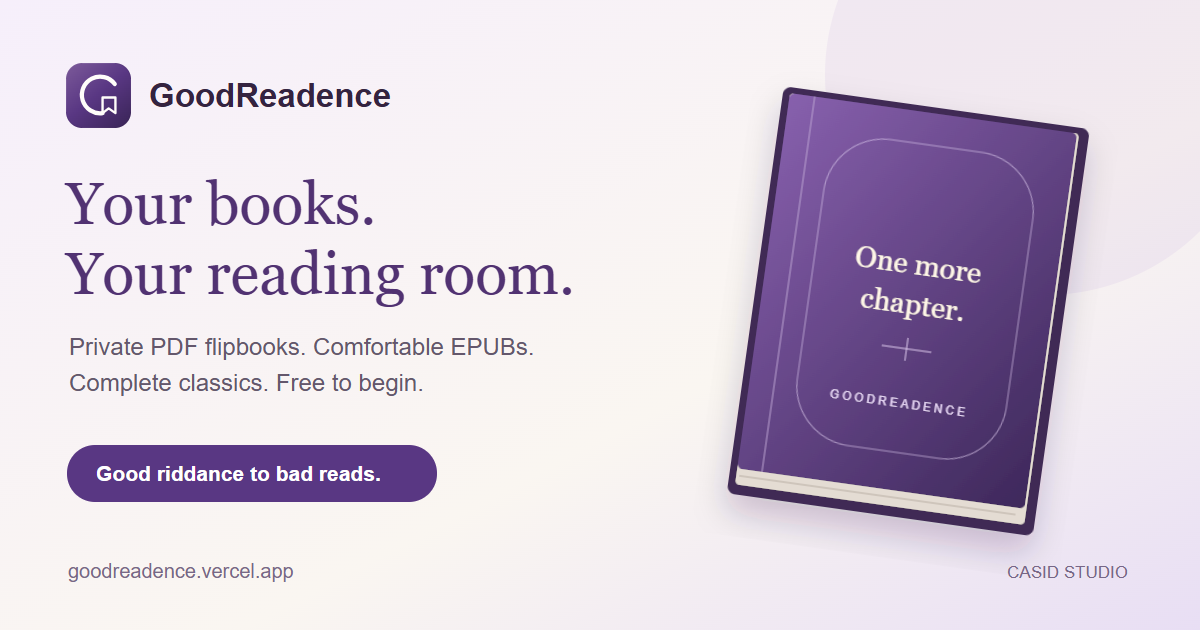 GoodReadence
Your books.
Your reading room.
Private PDF flipbooks. Comfortable EPUBs.
Complete classics. Free to begin.
Good riddance to bad reads.
goodreadence.vercel.app
One more
chapter.
GOODREADENCE
CASID STUDIO